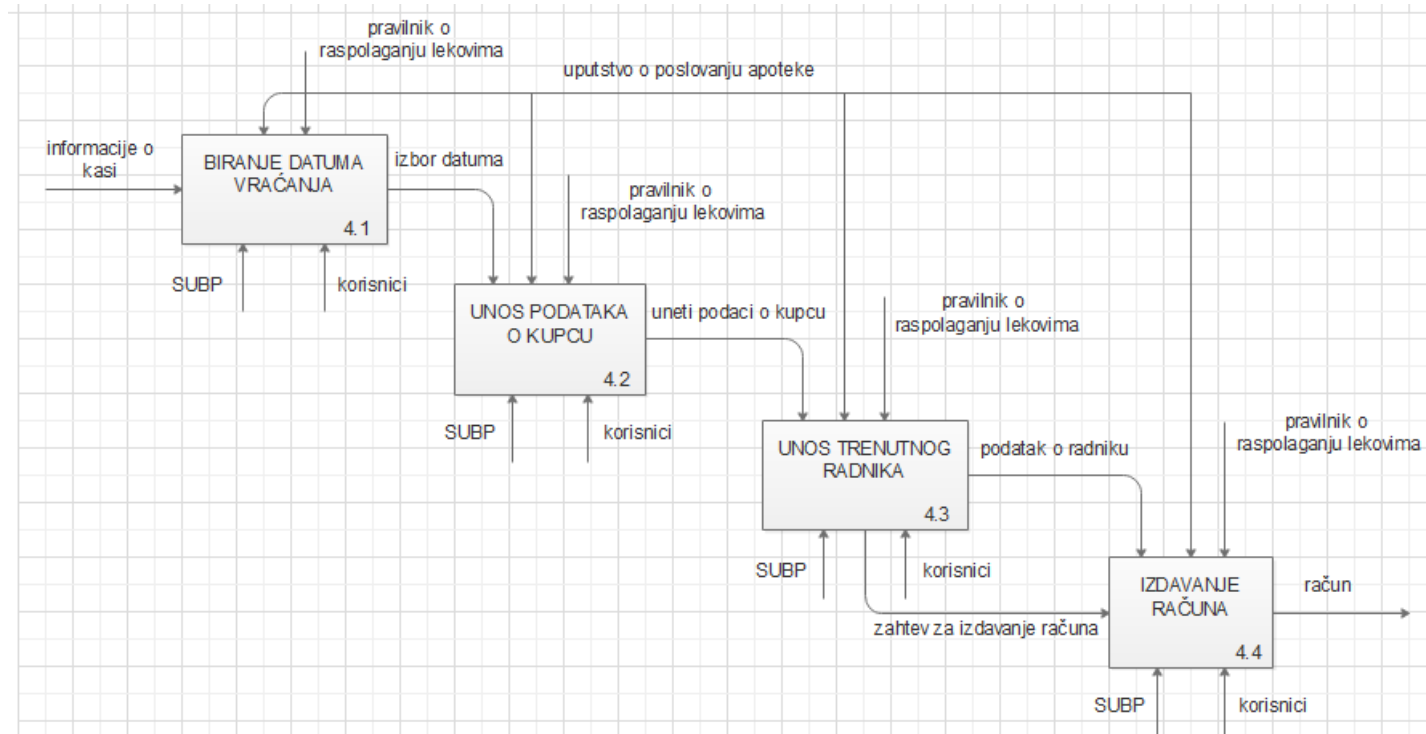 pravilnik o
raspolaganju lekovima
uputstvo o poslovanju apoteke
informacije o
kasi
BIRANJE DATUMA
VRAĆANJA
4.1
izbor datuma
pravilnik o
raspolaganju lekovima
SUBP
korisnici
UNOS PODATAKA
O KUPCU
4.2
uneti podaci o kupcu
pravilnik o
raspolaganju lekovima
SUBP
korisnici
UNOS TRENUTNOG
RADNIKA
4.3
podatak o radniku
pravilnik o
raspolaganju lekovima
SUBP
korisnici
zahtev za izdavanje računa
IZDAVANJE
RAČUNA
4.4
račun
SUBP
korisnici